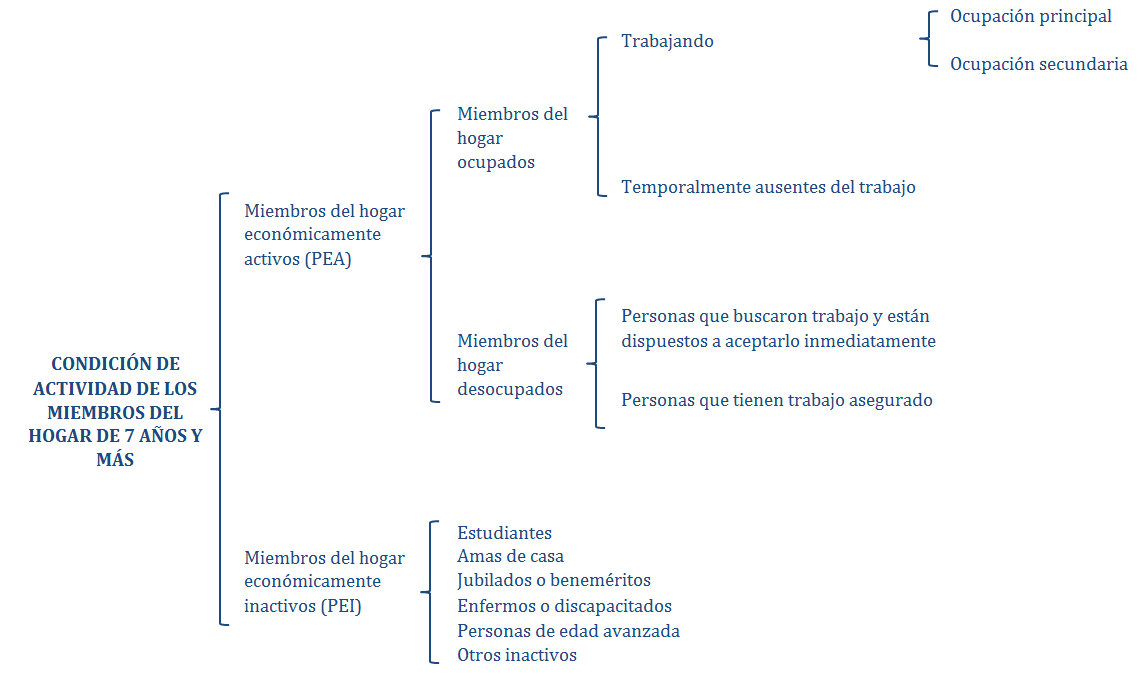 CONDICIÓN DE
ACTIVIDAD DE LOS
MIEMBROS DEL
HOGAR DE 7 AÑOS Y
MÁS
Miembros del hogar
económicamente
activos (PEA)
Miembros del
hogar
ocupados
Trabajando
Ocupación principal
Ocupación secundaria
Temporalmente ausentes del trabajo
Miembros del
hogar
desocupados
Personas que buscaron trabajo y están
dispuestos a aceptarlo inmediatamente
Personas que tienen trabajo asegurado
Miembros del hogar
económicamente
inactivos (PEI)
Estudiantes
Amas de casa
Jubilados o beneméritos
Enfermos o discapacitados
Personas de edad avanzada
Otros inactivos